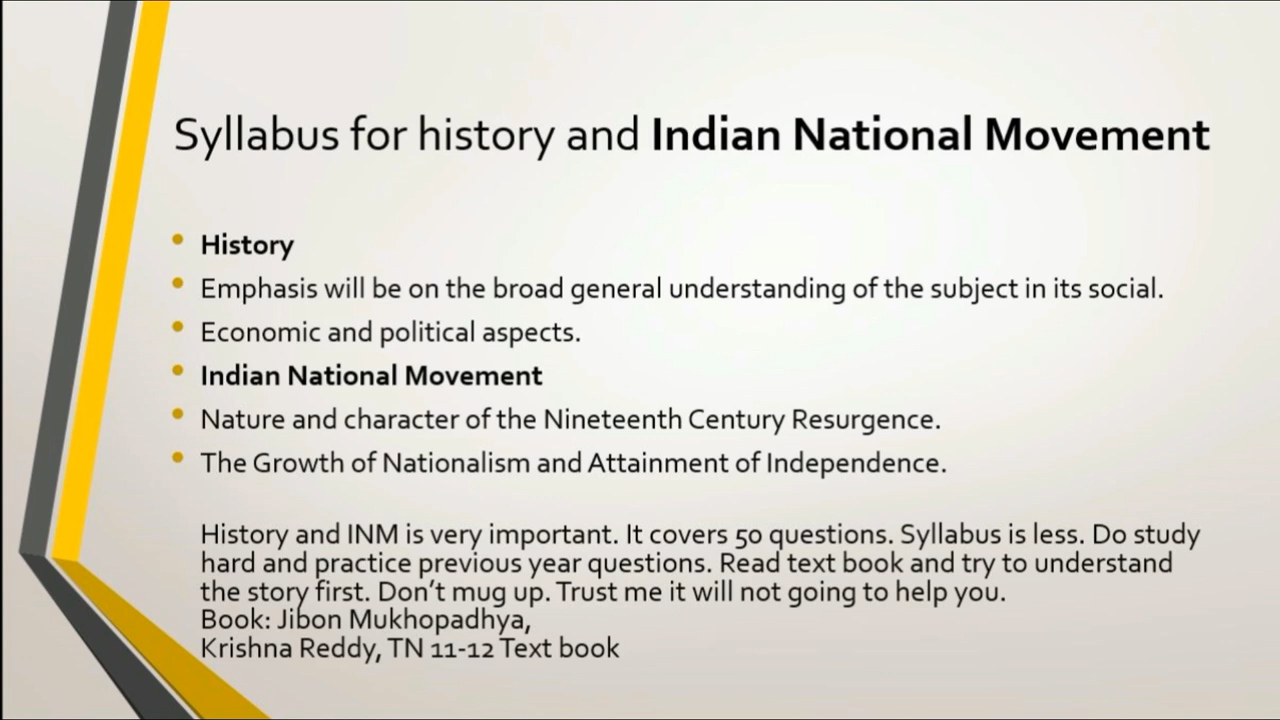 Syllabus for history and Indian National Movement
• History
• Emphasis will be on the broad general understanding of the subject in its social.
• Economic and political aspects.
• Indian National Movement
• Nature and character of the Nineteenth Century Resurgence.
• The Growth of Nationalism and Attainment of Independence.
History and INM is very important. It covers 50 questions. Syllabus is less. Do study
hard and practice previous year questions. Read text book and try to understand
the story first. Don’t mug up. Trust me it will not going to help you.
Book: Jibon Mukhopadhya,
Krishna Reddy, TN 11-12 Text book